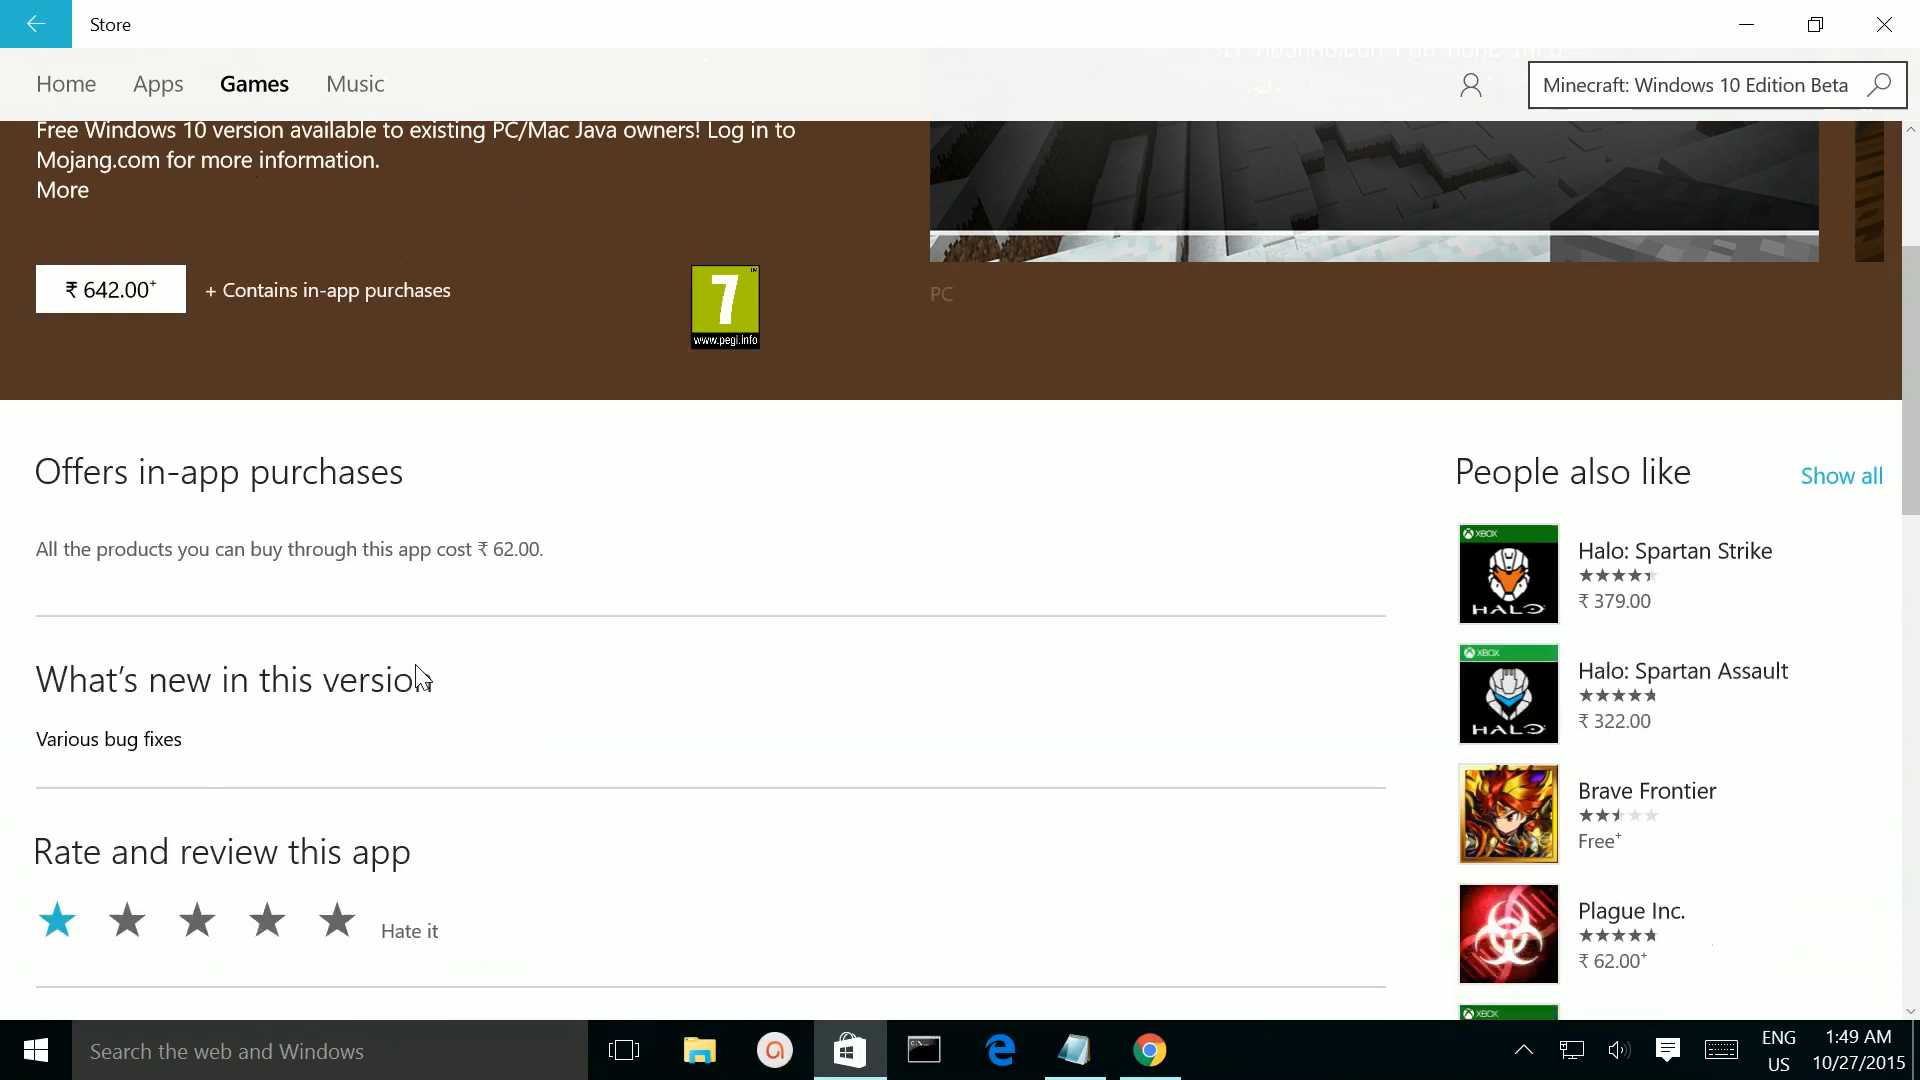 Store
Home Apps Games Music
Minecraft: Windows 10 Edition Beta
Free Windows 10 version available to existing PC/Mac Java owners! Log in to
Mojang.com for more information.
More
₹ 642.00+ + Contains in-app purchases
7
www.pegi.info
PC
Offers in-app purchases
All the products you can buy through this app cost ₹ 62.00.
What's new in this version
Various bug fixes
Rate and review this app
Hate it
People also like Show all
XBOX
HALO
Halo: Spartan Strike
₹ 379.00
XBOX
HALO
Halo: Spartan Assault
₹ 322.00
Brave Frontier
Free+
Plague Inc.
₹ 62.00+
XBOX
Search the web and Windows
ENG
US
1:49 AM
10/27/2015